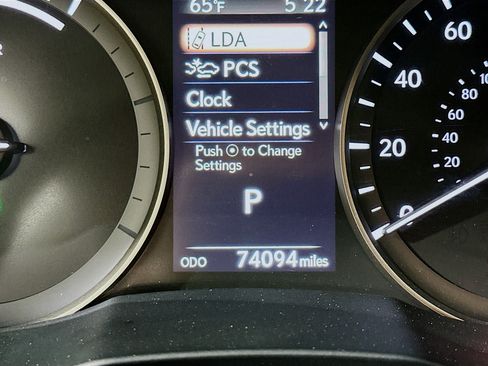 65°F 5:22
LDA
PCS
Clock
Vehicle Settings
Push to Change
Settings
P
ODO 74094 miles
60
40
20
0
80
60
40
20